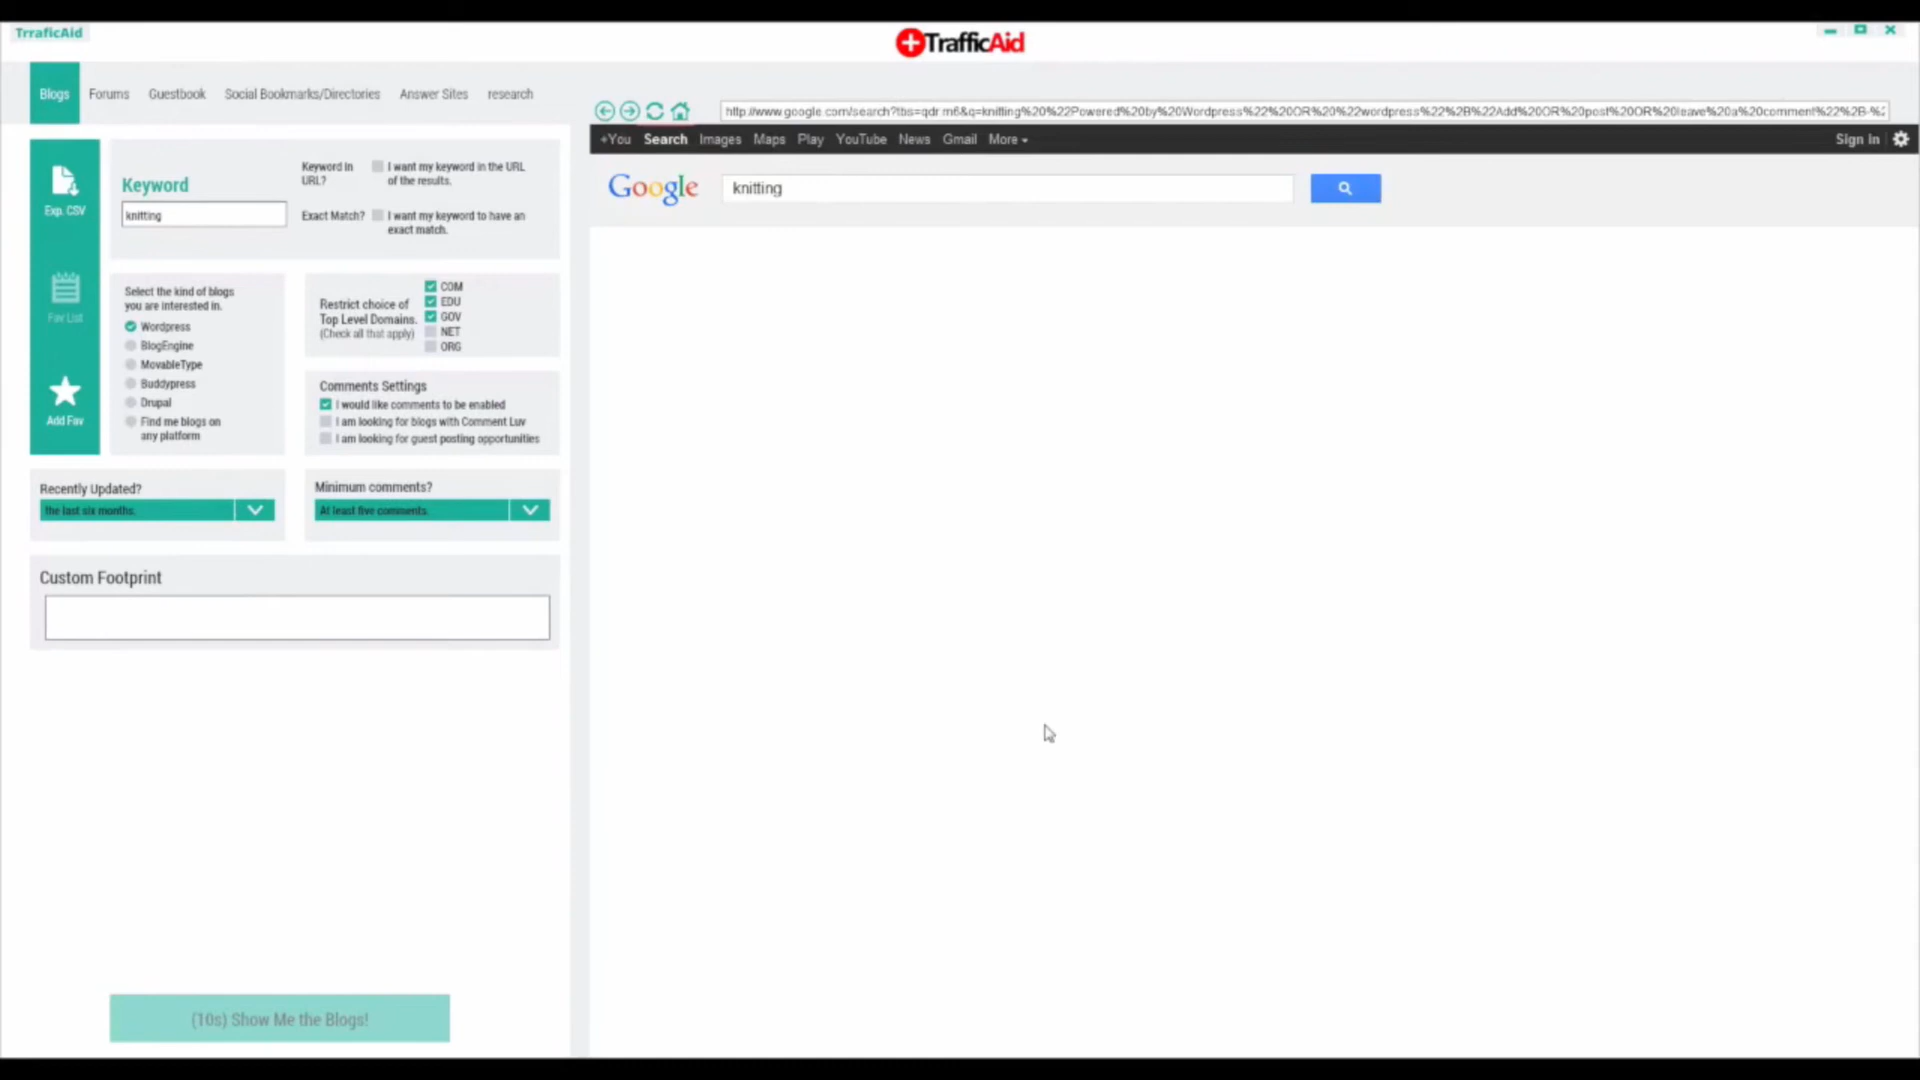 TrraficAid
TrafficAid
Blogs Forums Guestbook Social Bookmarks/Directories Answer Sites research
http://www.google.com/search?tbs=qdr:m6&q=knitting%20%22Powered%20by%20Wordpress%22%20OR%20%22wordpress%22%2B%22Add%20OR%20post%20OR%20leave%20a%20comment%22%2B-%2
+You Search Images Maps Play YouTube News Gmail More Sign in
Google knitting
Exp. CSV
Fav List
Add Fav
Keyword
knitting
Keyword in
URL?
I want my keyword in the URL
of the results.
Exact Match?
I want my keyword to have an
exact match.
Select the kind of blogs
you are interested in.
Wordpress
BlogEngine
MovableType
Buddypress
Drupal
Find me blogs on
any platform
Restrict choice of
Top Level Domains.
(Check all that apply)
COM
EDU
GOV
NET
ORG
Comments Settings
I would like comments to be enabled
I am looking for blogs with Comment Luv
I am looking for guest posting opportunities
Recently Updated?
the last six months.
Minimum comments?
At least five comments.
Custom Footprint
(10s) Show Me the Blogs!